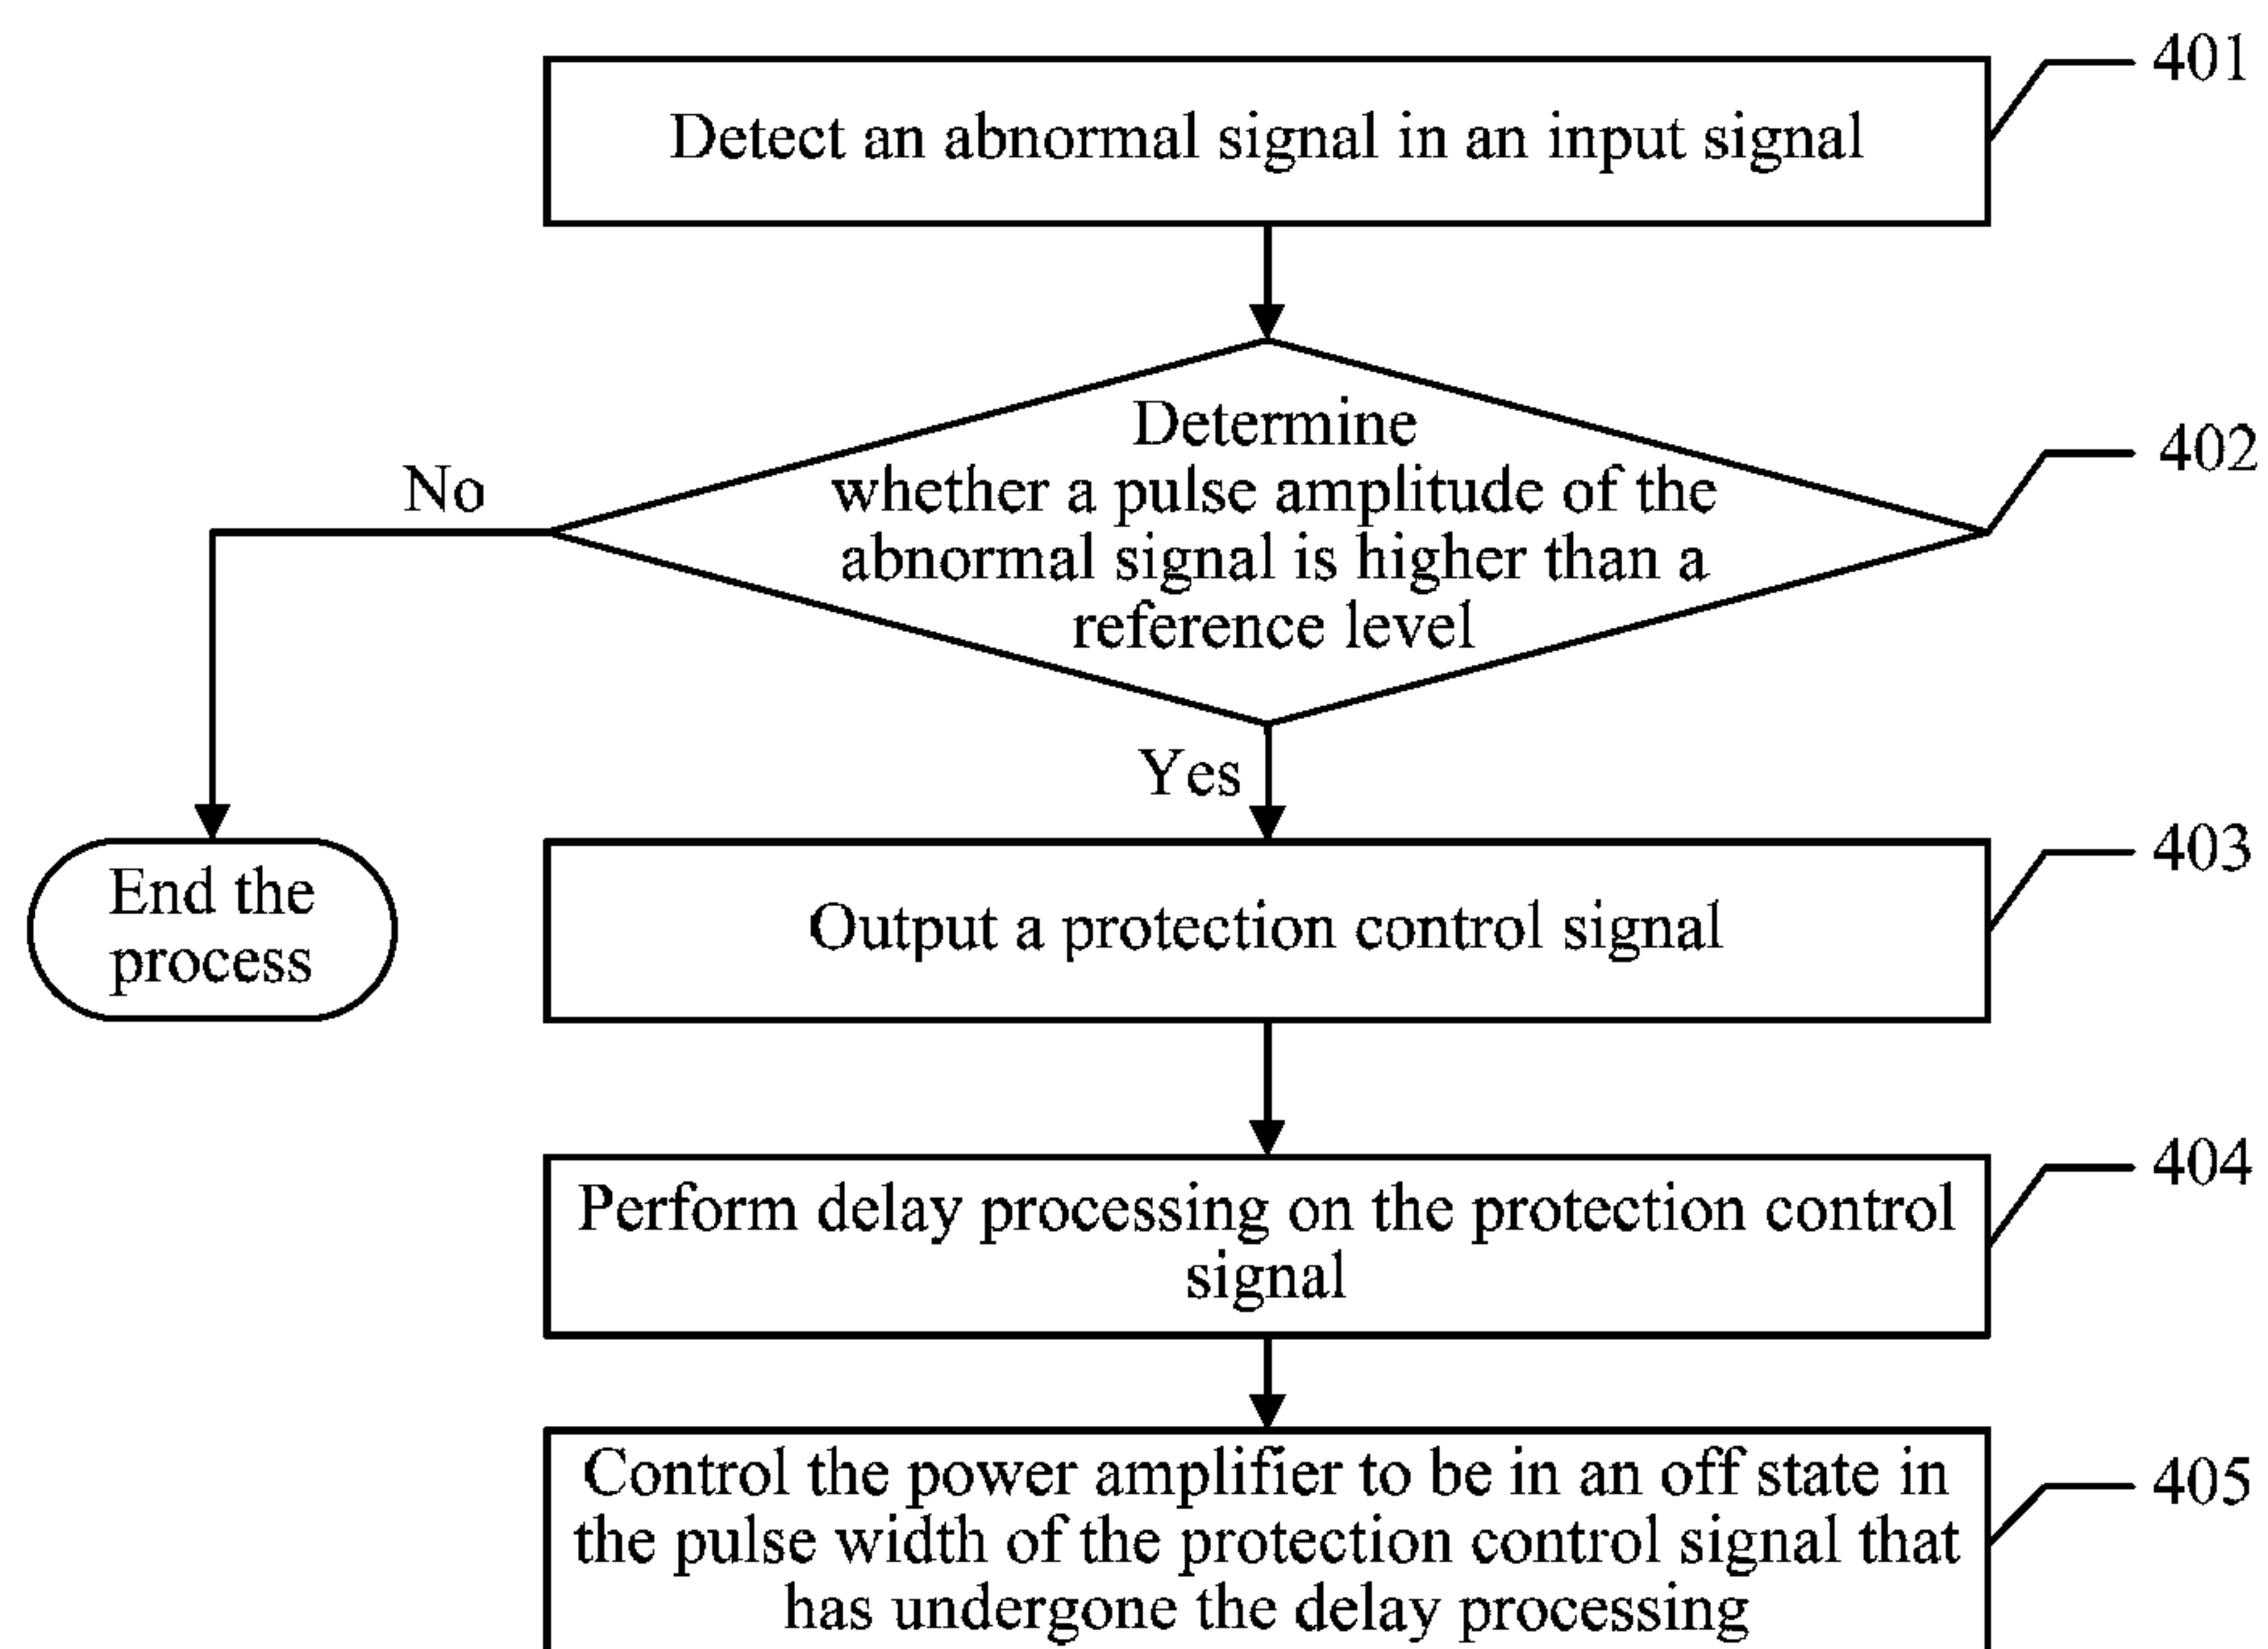 401
Detect an abnormal signal in an input signal
402
Determine
whether a pulse amplitude of the
abnormal signal is higher than a
reference level
No
Yes
End the
process
403
Output a protection control signal
404
Perform delay processing on the protection control
signal
405
Control the power amplifier to be in an off state in
the pulse width of the protection control signal that
has undergone the delay processing